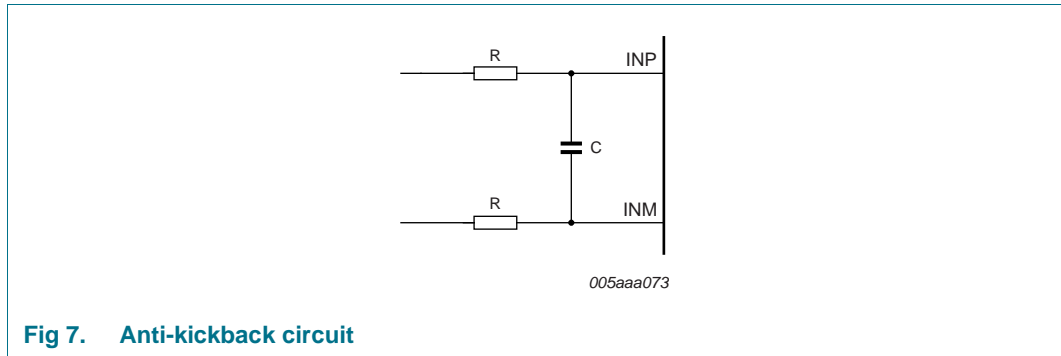 R
INP
C
R
INM
005aaa073
Fig 7. Anti-kickback circuit